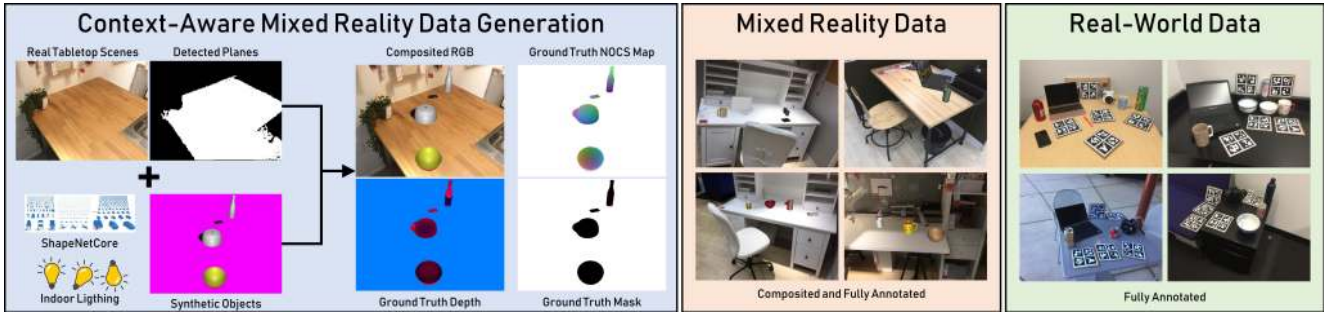 Context-Aware Mixed Reality Data Generation
Real Tabletop Scenes
Detected Planes
Composited RGB
Ground Truth NOCS Map
ShapeNetCore
Indoor Ligthing
Synthetic Objects
Ground Truth Depth
Ground Truth Mask
Mixed Reality Data
Composited and Fully Annotated
Real-World Data
Fully Annotated